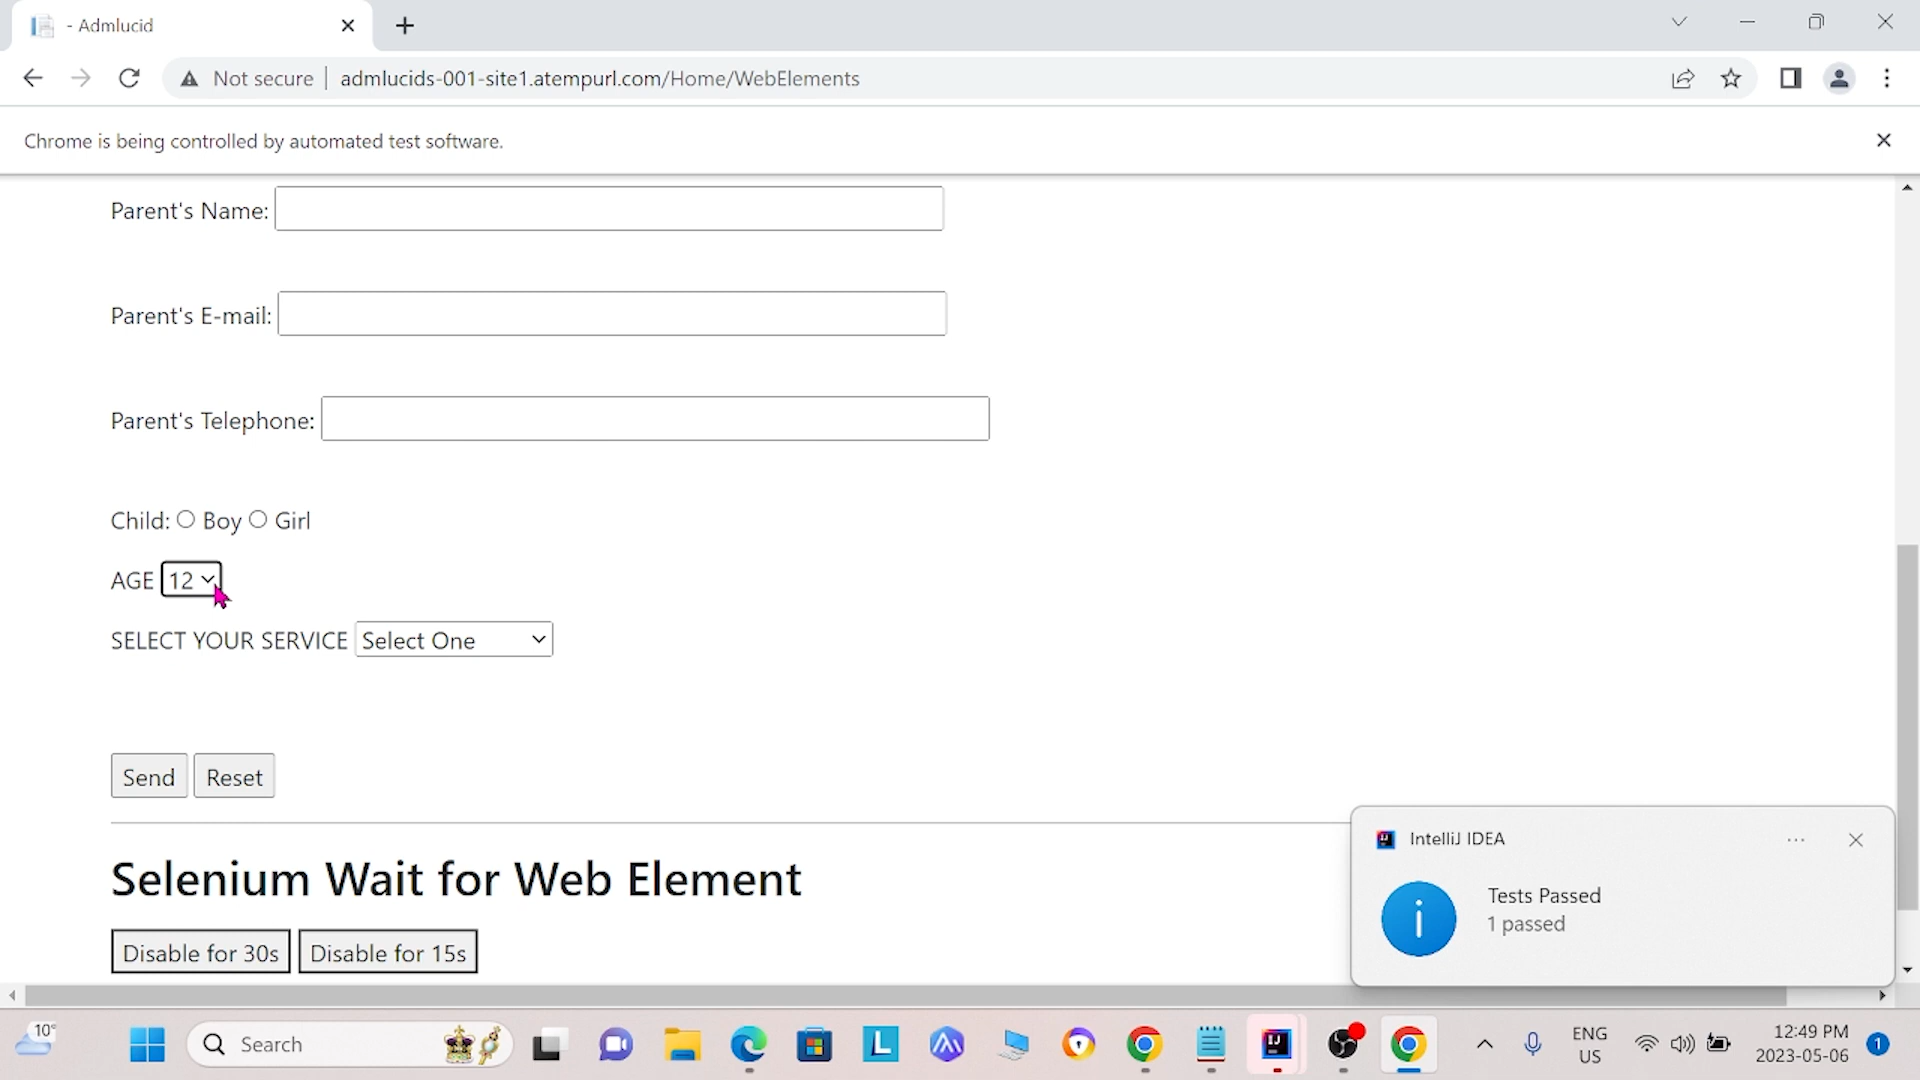 - Admlucid
Not secure
admlucids-001-site1.atempurl.com/Home/WebElements
Chrome is being controlled by automated test software.
Parent's Name:
Parent's E-mail:
Parent's Telephone:
Child: Boy Girl
AGE 12
SELECT YOUR SERVICE Select One
Send Reset
Selenium Wait for Web Element
Disable for 30s Disable for 15s
IntelliJ IDEA
Tests Passed
1 passed
10°
Search
ENG
US
12:49 PM
2023-05-06
1